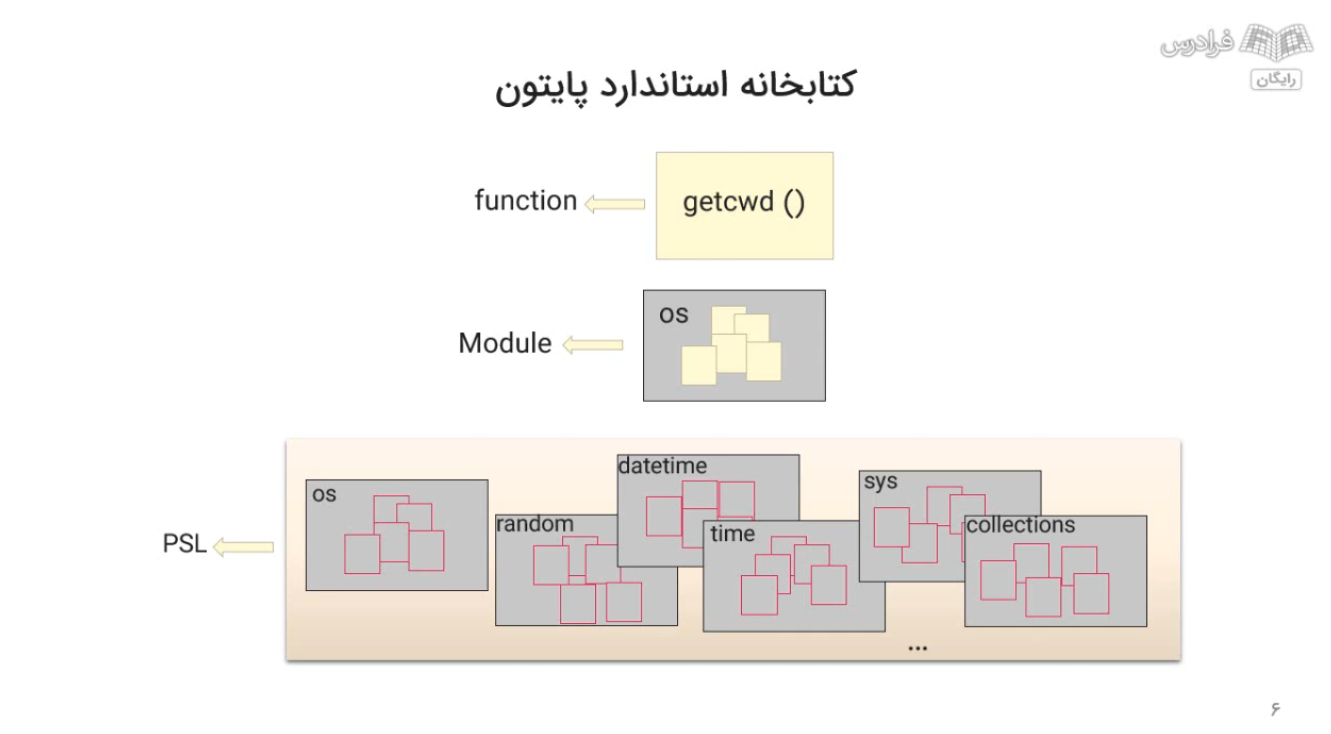 فرادرس
رایگان
کتابخانه استاندارد پایتون
function
getcwd ()
Module
os
PSL
os
random
datetime
time
sys
collections
...
۶